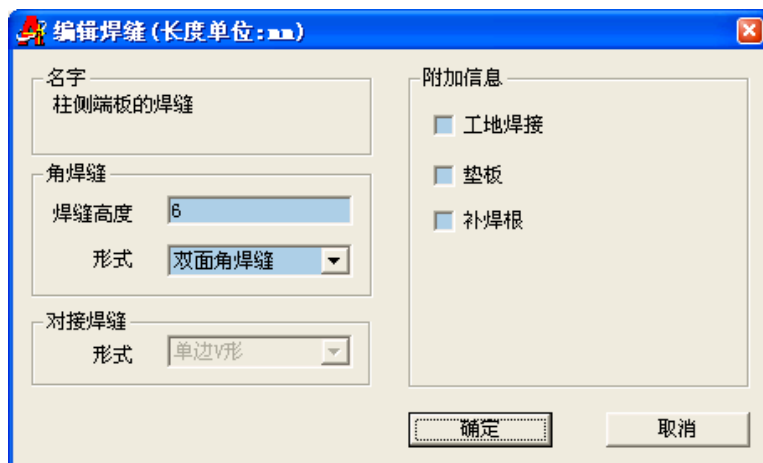 编辑焊缝(长度单位:mm)
名字
柱侧端板的焊缝
角焊缝
焊缝高度 6
形式 双面角焊缝
对接焊缝
形式 单边V形
附加信息
工地焊接
垫板
补焊根
确定 取消